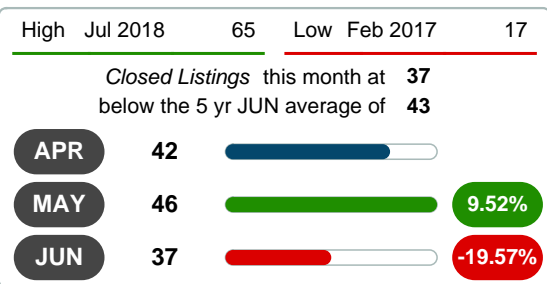 High Jul 2018 65 Low Feb 2017 17
Closed Listings this month at 37
below the 5 yr JUN average of 43
APR 42
MAY 46 9.52%
JUN 37 -19.57%